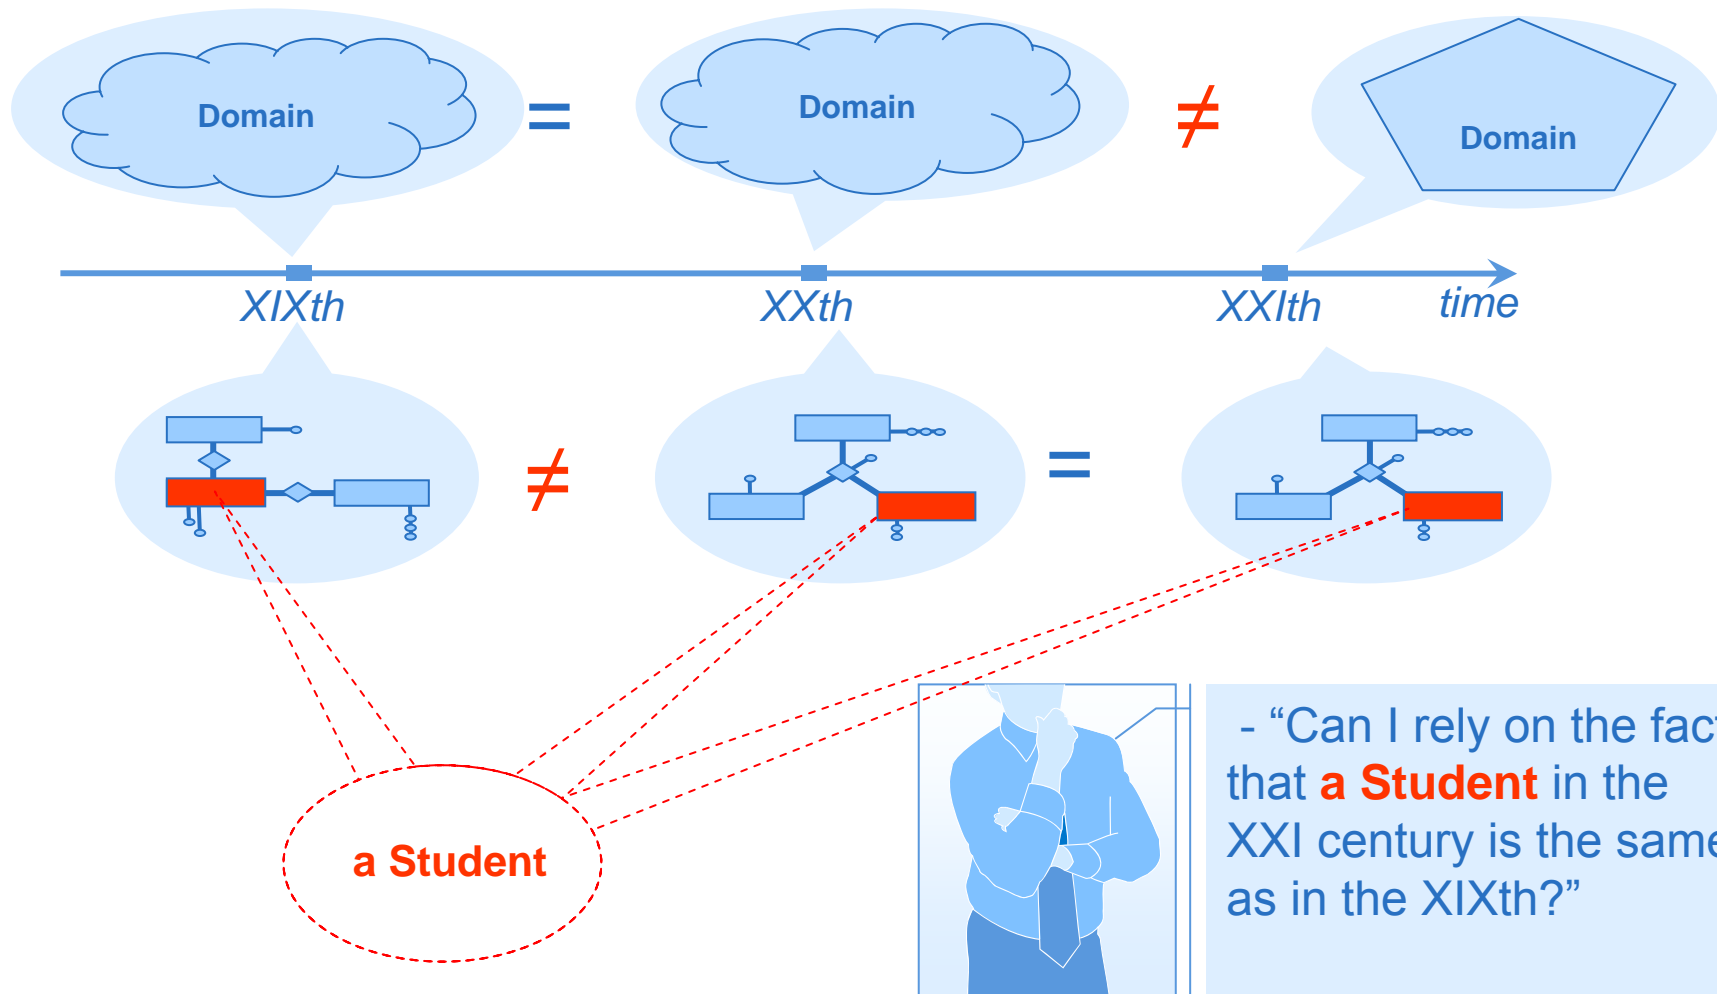 Domain
=
Domain
≠
Domain
XIXth
XXth
XXIth
time
≠
=
a Student
- “Can I rely on the fact
that a Student in the
XXI century is the same
as in the XIXth?”